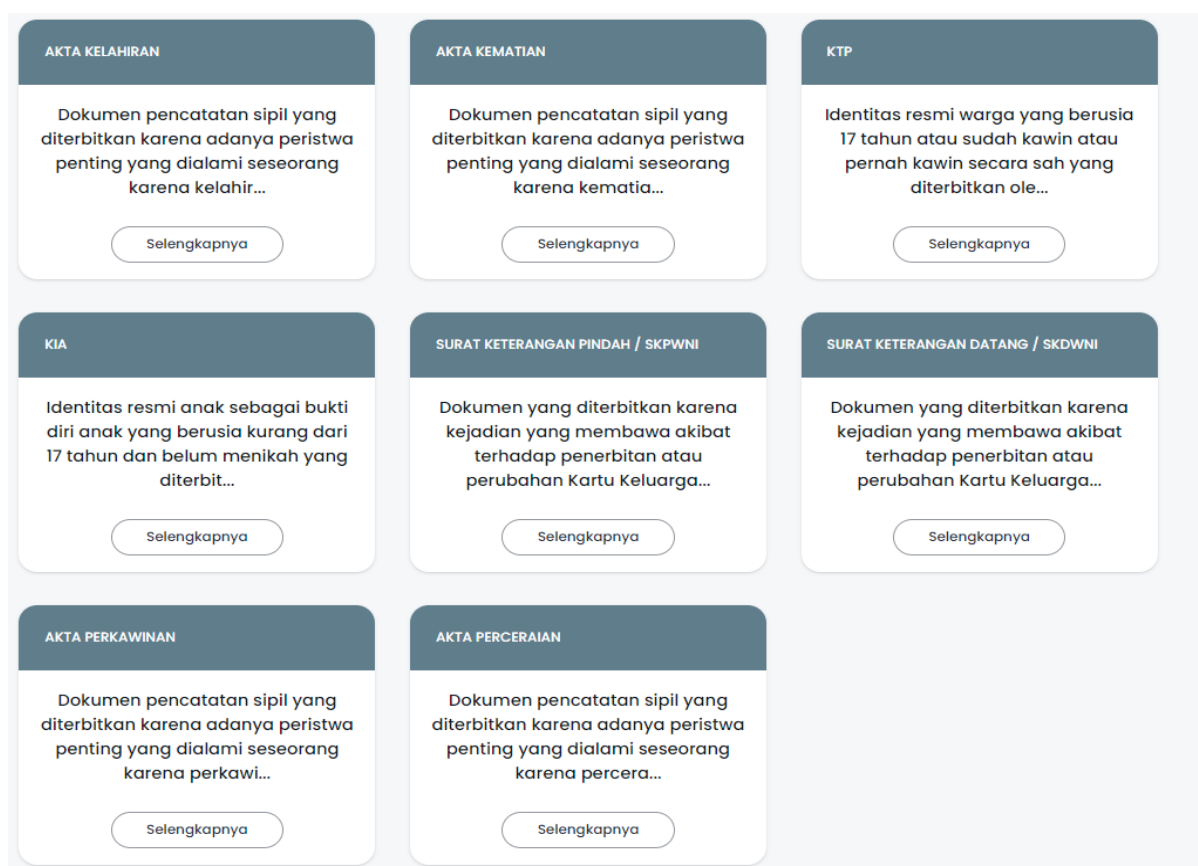 AKTA KELAHIRAN
Dokumen pencatatan sipil yang
diterbitkan karena adanya peristwa
penting yang dialami seseorang
karena kelahir...
Selengkapnya
AKTA KEMATIAN
Dokumen pencatatan sipil yang
diterbitkan karena adanya peristwa
penting yang dialami seseorang
karena kematia...
Selengkapnya
KTP
Identitas resmi warga yang berusia
17 tahun atau sudah kawin atau
pernah kawin secara sah yang
diterbitkan ole...
Selengkapnya
KIA
Identitas resmi anak sebagai bukti
diri anak yang berusia kurang dari
17 tahun dan belum menikah yang
diterbit...
Selengkapnya
SURAT KETERANGAN PINDAH / SKPWNI
Dokumen yang diterbitkan karena
kejadian yang membawa akibat
terhadap penerbitan atau
perubahan Kartu Keluarga...
Selengkapnya
SURAT KETERANGAN DATANG / SKDWNI
Dokumen yang diterbitkan karena
kejadian yang membawa akibat
terhadap penerbitan atau
perubahan Kartu Keluarga...
Selengkapnya
AKTA PERKAWINAN
Dokumen pencatatan sipil yang
diterbitkan karena adanya peristwa
penting yang dialami seseorang
karena perkawi...
Selengkapnya
AKTA PERCERAIAN
Dokumen pencatatan sipil yang
diterbitkan karena adanya peristwa
penting yang dialami seseorang
karena percera...
Selengkapnya